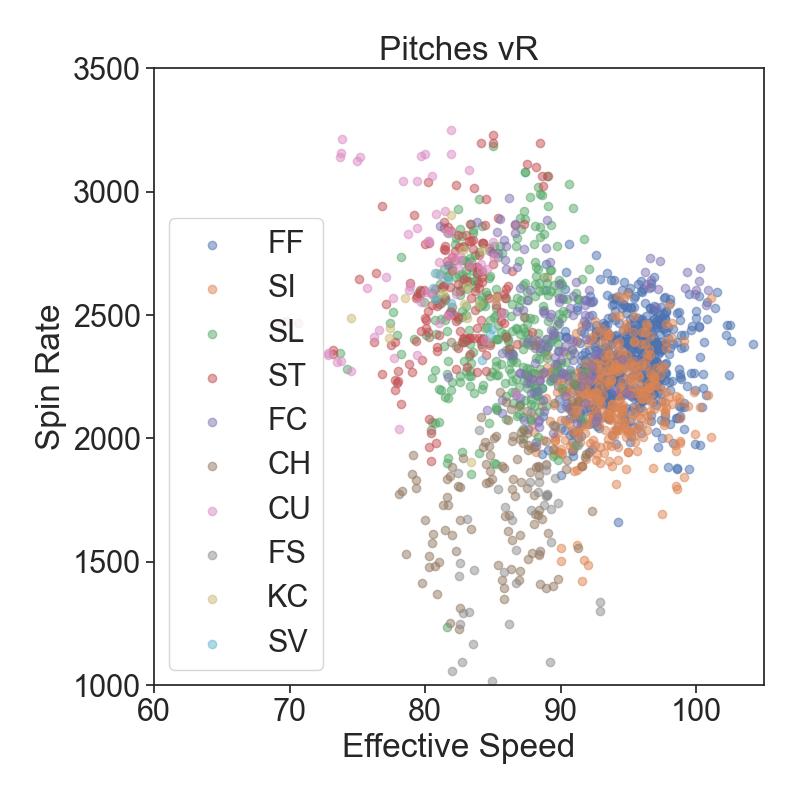 Pitches vR
3500
3000
2500
2000
1500
1000
Spin Rate
FF
SI
SL
ST
FC
CH
CU
FS
KC
SV
60 70 80 90 100
Effective Speed